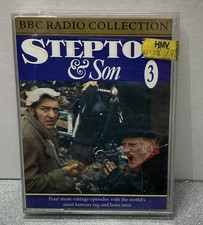 BBC RADIO COLLECTION
STEPTO
& Son
3
HMV
Four more vintage episodes with the world's
most famous rag and bone men